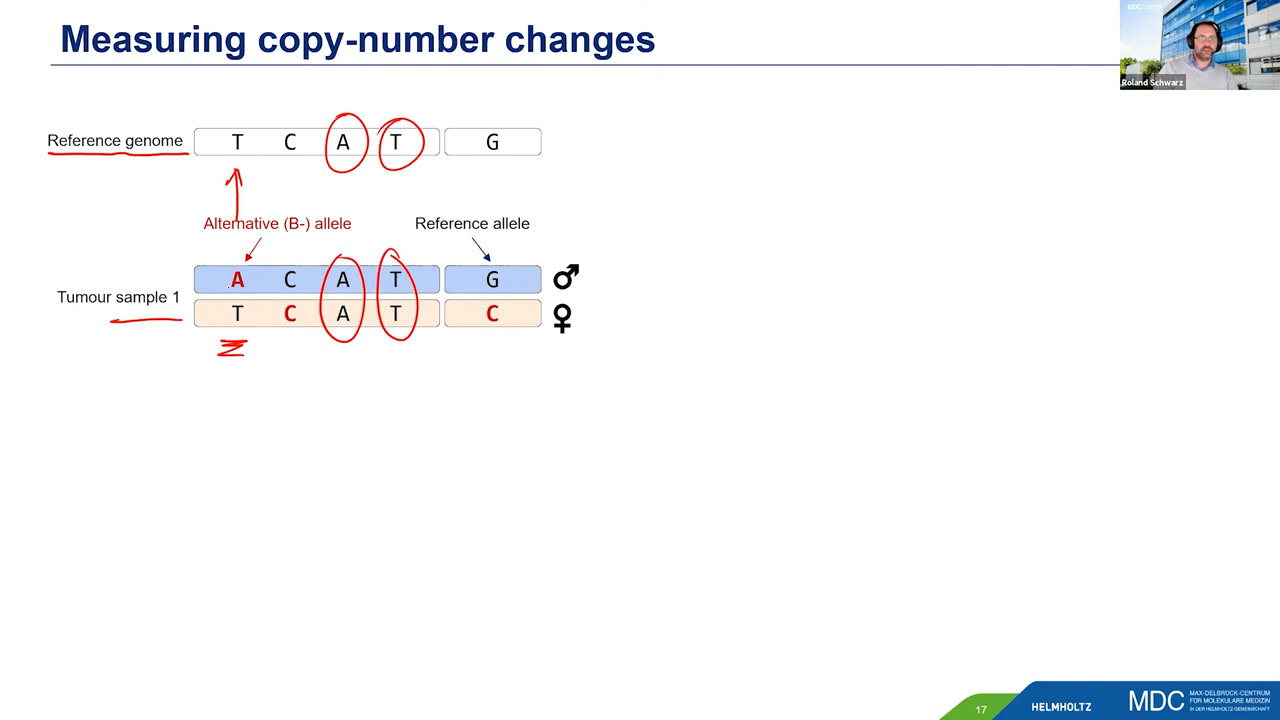 Measuring copy-number changes
MDC
Roland Schwarz
Reference genome T C A T G
Alternative (B-) allele Reference allele
A C A T G
Tumour sample 1
T C A T C
17
HELMHOLTZ
MDC
MAX-DELBRÜCK-CENTRUM
FÜR MOLEKULARE MEDIZIN
IN DER HELMHOLTZ-GEMEINSCHAFT